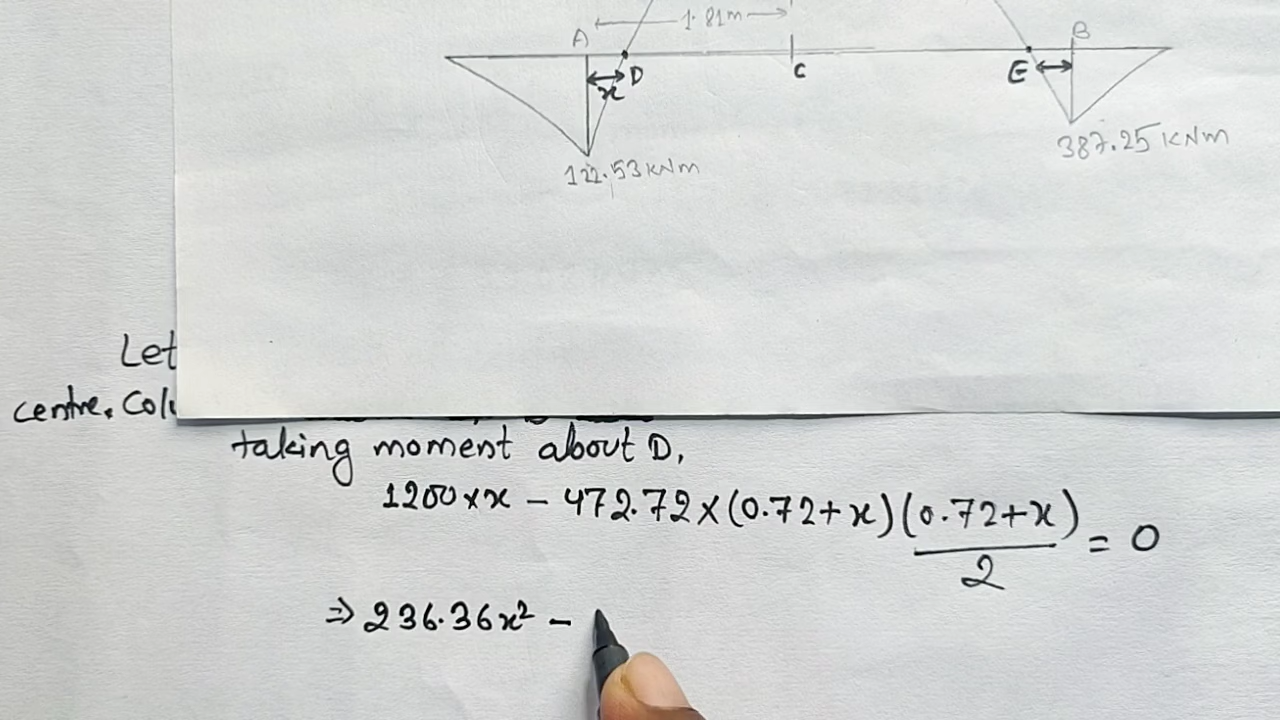 1.81m
A
B
D
C
E
x
122.53 kNm
387.25 kNm
Let
centre. Col
taking moment about D,
1200 × x - 472.72 × (0.72 + x) (0.72 + x)/2 = 0
⇒ 236.36x² -